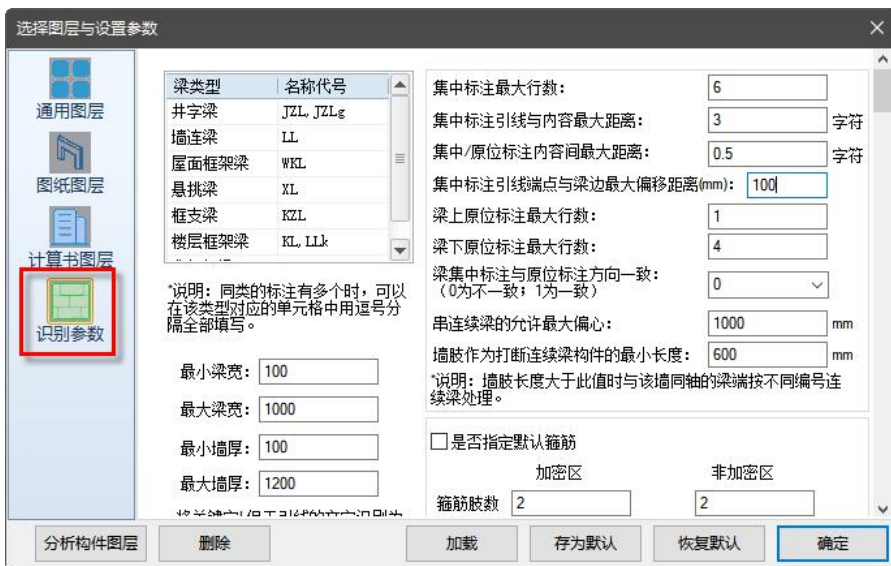 选择图层与设置参数
通用图层
图纸图层
计算书图层
识别参数
梁类型 名称代号
井字梁 JZL, JZLg
墙连梁 LL
屋面框架梁 WKL
悬挑梁 XL
框支梁 KZL
楼层框架梁 KL, LLk
*说明：同类的标注有多个时，可以
在该类型对应的单元格中用逗号分
隔全部填写。
最小梁宽： 100
最大梁宽： 1000
最小墙厚： 100
最大墙厚： 1200
集中标注最大行数： 6
集中标注引线与内容最大距离： 3 字符
集中/原位标注内容间最大距离： 0.5 字符
集中标注引线端点与梁边最大偏移距离(mm)： 100
梁上原位标注最大行数： 1
梁下原位标注最大行数： 4
梁集中标注与原位标注方向一致：
（0为不一致；1为一致） 0
串连续梁的允许最大偏心： 1000 mm
墙肢作为打断连续梁构件的最小长度： 600 mm
*说明：墙肢长度大于此值时与该墙同轴的梁端按不同编号连
续梁处理。
是否指定默认箍筋
加密区 非加密区
箍筋肢数 2 2
分析构件图层 删除 加载 存为默认 恢复默认 确定